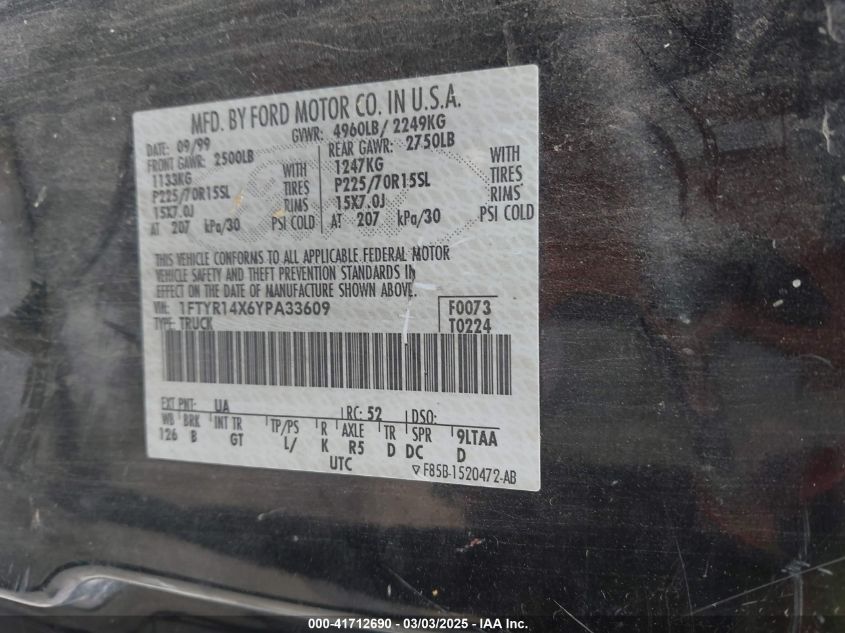 MFD. BY FORD MOTOR CO. IN U.S.A.
DATE: 09/99 GVWR: 4960LB/ 2249KG
FRONT GAWR: 2500LB REAR GAWR: 2750LB
1133KG WITH 1247KG WITH
P225/70R15SL TIRES P225/70R15SL TIRES
15X7.0J RIMS 15X7.0J RIMS
AT 207 kPa/30 PSI COLD AT 207 kPa/30 PSI COLD
THIS VEHICLE CONFORMS TO ALL APPLICABLE FEDERAL MOTOR
VEHICLE SAFETY AND THEFT PREVENTION STANDARDS IN
EFFECT ON THE DATE OF MANUFACTURE SHOWN ABOVE.
VIN: 1FTYR14X6YPA33609 F0073
TYPE: TRUCK T0224
EXT PNT: UA RC: 52 DSO:
WB BRK INT TR TP/PS R AXLE TR SPR 9LTAA
126 B GT L/ K R5 D DC D
UTC ▽F85B-1520472-AB
000-41712690 - 03/03/2025 - IAA Inc.